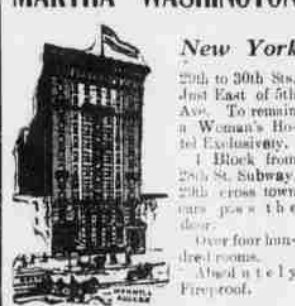 MARTHA WASHINGTON
New York
29th to 30th Sts.
Just East of 5th
Ave. To remain
a Woman's Ho-
tel Exclusively.
1 Block from
28th St. Subway.
29th cross town
cars pass the
door.
Over four hun-
dred rooms.
Absolutely
Fireproof.